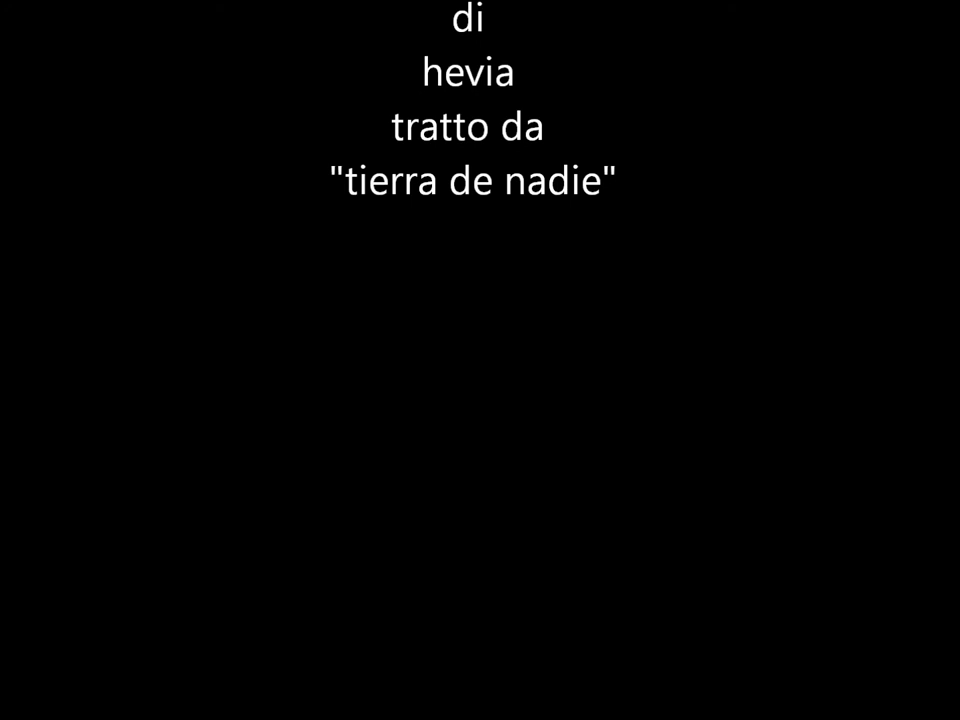 di
hevia
tratto da
"tierra de nadie"